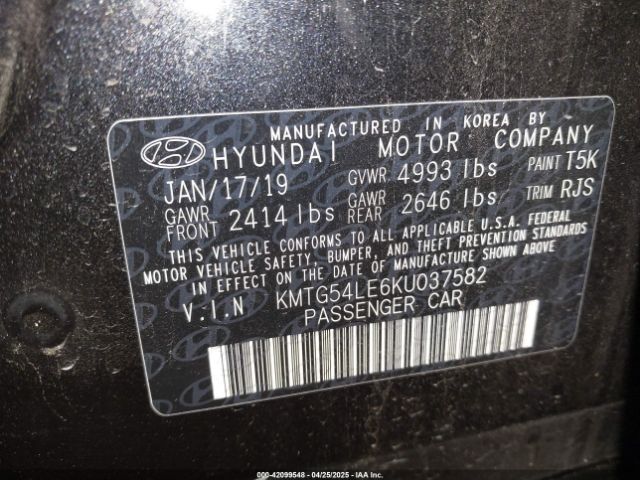 MANUFACTURED IN KOREA BY
HYUNDAI MOTOR COMPANY
JAN/17/19 GVWR 4993 lbs PAINT T5K
GAWR FRONT 2414 lbs GAWR REAR 2646 lbs TRIM RJS
THIS VEHICLE CONFORMS TO ALL APPLICABLE U.S.A. FEDERAL
MOTOR VEHICLE SAFETY, BUMPER, AND THEFT PREVENTION STANDARDS
IN EFFECT ON THE DATE OF MANUFACTURE SHOWN ABOVE
V.I.N KMTG54LE6KU037582
PASSENGER CAR
000-42099548 - 04/25/2025 - IAA Inc.